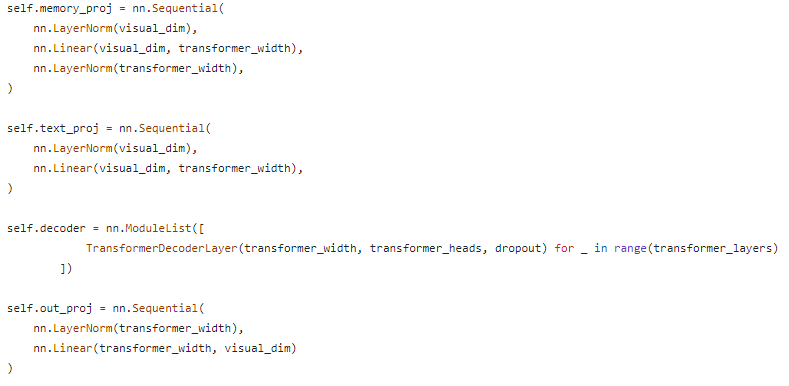 self.memory_proj = nn.Sequential(
    nn.LayerNorm(visual_dim),
    nn.Linear(visual_dim, transformer_width),
    nn.LayerNorm(transformer_width),
)

self.text_proj = nn.Sequential(
    nn.LayerNorm(visual_dim),
    nn.Linear(visual_dim, transformer_width),
)

self.decoder = nn.ModuleList([
            TransformerDecoderLayer(transformer_width, transformer_heads, dropout) for _ in range(transformer_layers)
        ])

self.out_proj = nn.Sequential(
    nn.LayerNorm(transformer_width),
    nn.Linear(transformer_width, visual_dim)
)